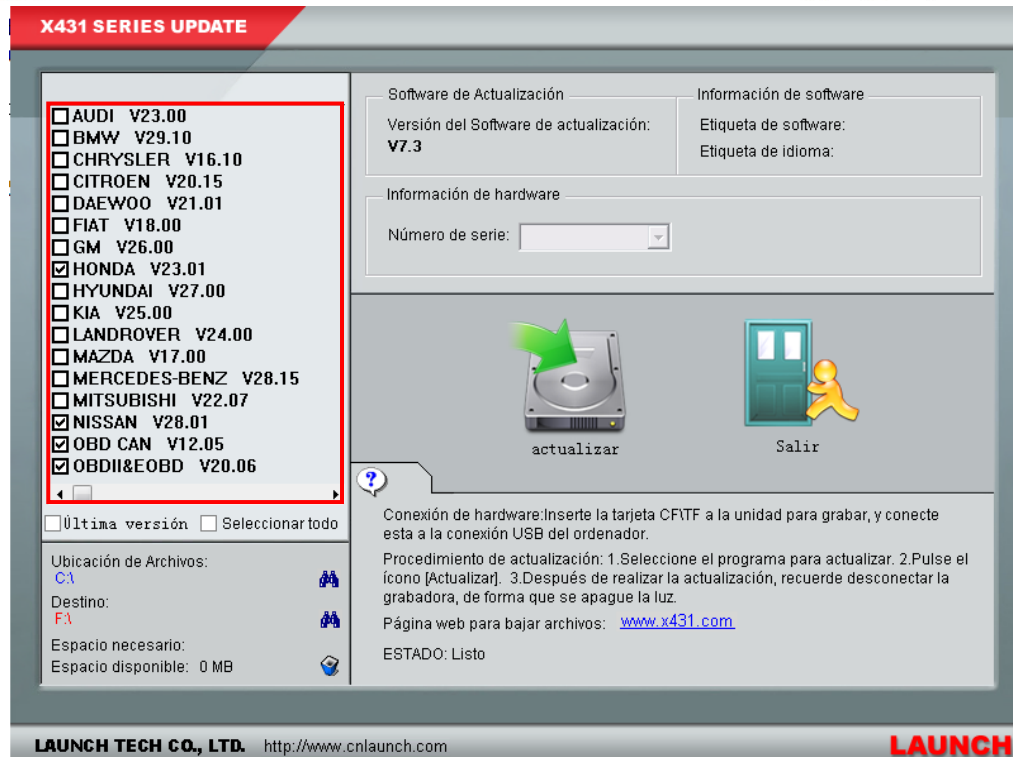 X431 SERIES UPDATE
AUDI V23.00
BMW V29.10
CHRYSLER V16.10
CITROEN V20.15
DAEWOO V21.01
FIAT V18.00
GM V26.00
HONDA V23.01
HYUNDAI V27.00
KIA V25.00
LANDROVER V24.00
MAZDA V17.00
MERCEDES-BENZ V28.15
MITSUBISHI V22.07
NISSAN V28.01
OBD CAN V12.05
OBDII&EOBD V20.06
Última versión Seleccionar todo
Ubicación de Archivos:
C:\
Destino:
F:\
Espacio necesario:
Espacio disponible: 0 MB
Software de Actualización
Versión del Software de actualización:
V7.3
Información de software
Etiqueta de software:
Etiqueta de idioma:
Información de hardware
Número de serie:
actualizar
Salir
?
Conexión de hardware:Inserte la tarjeta CF\TF a la unidad para grabar, y conecte
esta a la conexión USB del ordenador.
Procedimiento de actualización: 1.Seleccione el programa para actualizar. 2.Pulse el
ícono [Actualizar]. 3.Después de realizar la actualización, recuerde desconectar la
grabadora, de forma que se apague la luz.
Página web para bajar archivos: www.x431.com
ESTADO: Listo
LAUNCH TECH CO., LTD. http://www.cnlaunch.com
LAUNCH